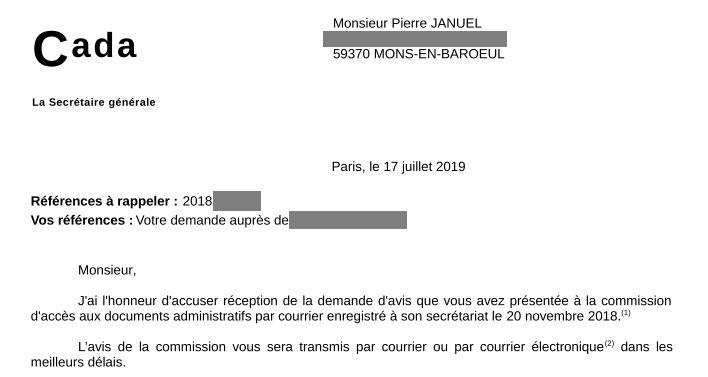 Cada
Monsieur Pierre JANUEL
59370 MONS-EN-BAROEUL
La Secrétaire générale
Paris, le 17 juillet 2019
Références à rappeler : 2018
Vos références : Votre demande auprès de
Monsieur,
J'ai l'honneur d'accuser réception de la demande d'avis que vous avez présentée à la commission
d'accès aux documents administratifs par courrier enregistré à son secrétariat le 20 novembre 2018.(1)
L'avis de la commission vous sera transmis par courrier ou par courrier électronique(2) dans les
meilleurs délais.